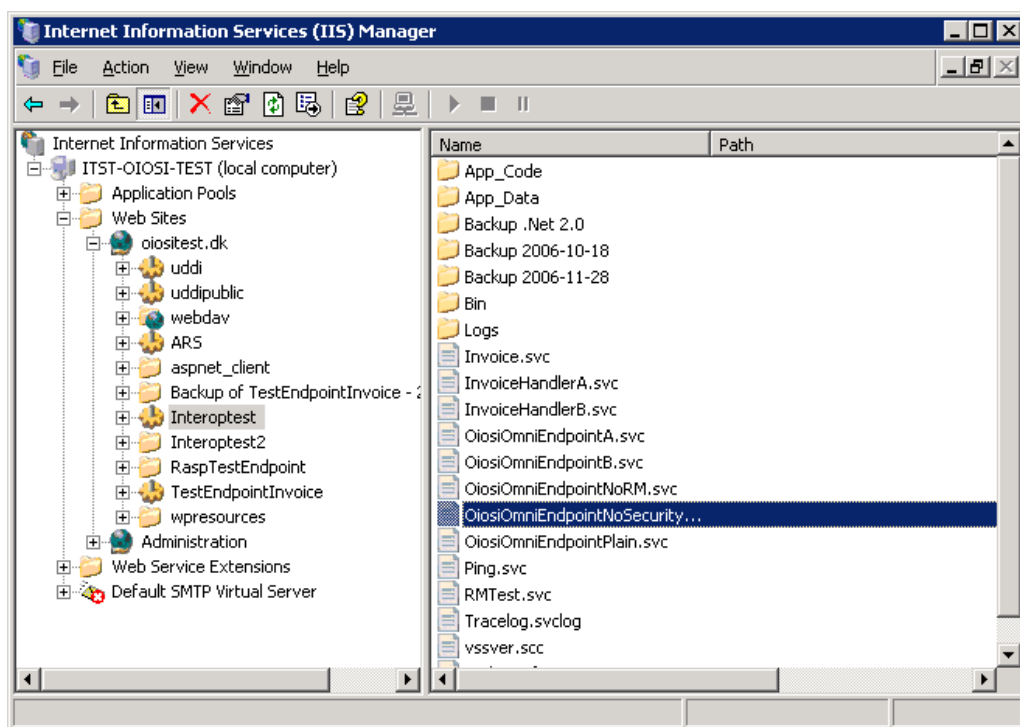 Internet Information Services (IIS) Manager
File Action View Window Help
Internet Information Services
ITST-OIOSI-TEST (local computer)
Application Pools
Web Sites
oiositest.dk
uddi
uddipublic
webdav
ARS
aspnet_client
Backup of TestEndpointInvoice -
Interoptest
Interoptest2
RaspTestEndpoint
TestEndpointInvoice
wpresources
Administration
Web Service Extensions
Default SMTP Virtual Server
Name Path
App_Code
App_Data
Backup .Net 2.0
Backup 2006-10-18
Backup 2006-11-28
Bin
Logs
Invoice.svc
InvoiceHandlerA.svc
InvoiceHandlerB.svc
OiosiOmniEndpointA.svc
OiosiOmniEndpointB.svc
OiosiOmniEndpointNoRM.svc
OiosiOmniEndpointNoSecurity...
OiosiOmniEndpointPlain.svc
Ping.svc
RMTest.svc
Tracelog.svclog
vssver.scc